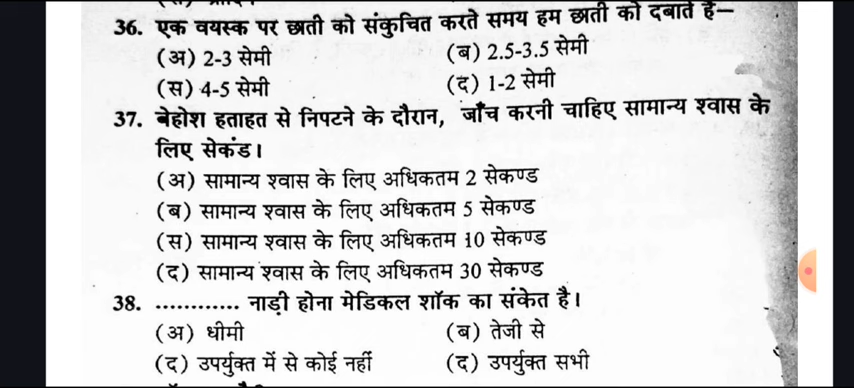 36. एक वयस्क पर छाती को संकुचित करते समय हम छाती को दबाते हैं—
(अ) 2-3 सेमी (ब) 2.5-3.5 सेमी
(स) 4-5 सेमी (द) 1-2 सेमी
37. बेहोश हताहत से निपटने के दौरान, जाँच करनी चाहिए सामान्य श्वास के
लिए सेकंड।
(अ) सामान्य श्वास के लिए अधिकतम 2 सेकण्ड
(ब) सामान्य श्वास के लिए अधिकतम 5 सेकण्ड
(स) सामान्य श्वास के लिए अधिकतम 10 सेकण्ड
(द) सामान्य श्वास के लिए अधिकतम 30 सेकण्ड
38. ............ नाड़ी होना मेडिकल शॉक का संकेत है।
(अ) धीमी (ब) तेजी से
(द) उपर्युक्त में से कोई नहीं (द) उपर्युक्त सभी